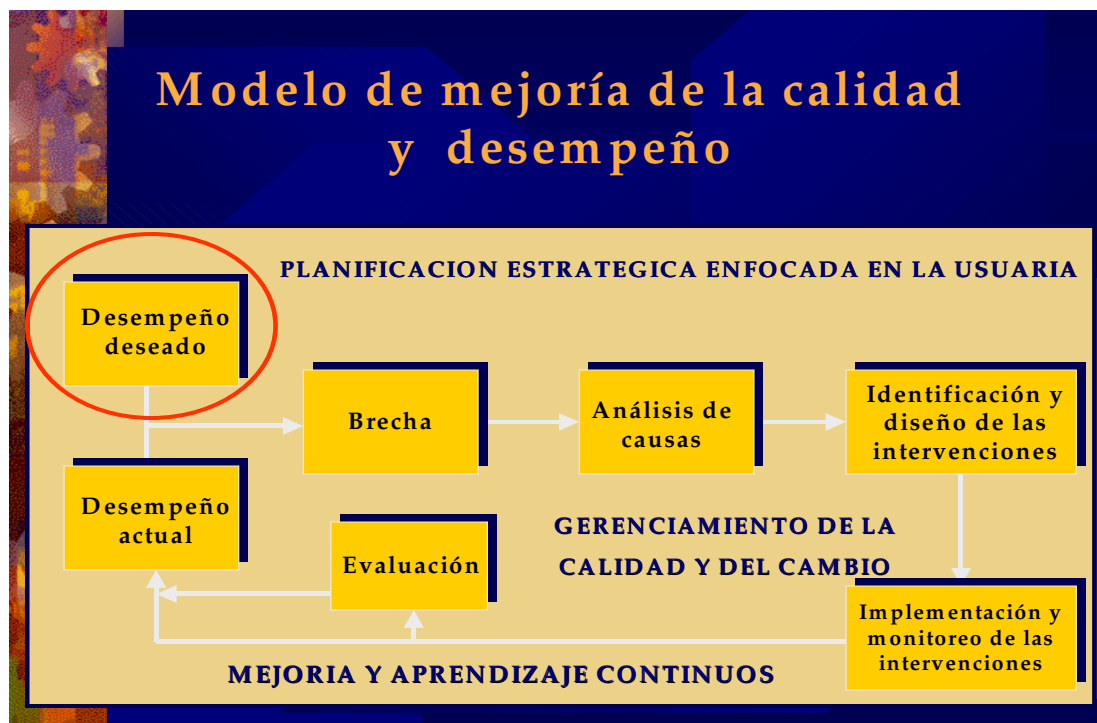 Modelo de mejoría de la calidad
y desempeño
PLANIFICACION ESTRATEGICA ENFOCADA EN LA USUARIA
Desempeño
deseado
Brecha
Análisis de
causas
Identificación y
diseño de las
intervenciones
Desempeño
actual
Evaluación
GERENCIAMIENTO DE LA
CALIDAD Y DEL CAMBIO
Implementación y
monitoreo de las
intervenciones
MEJORIA Y APRENDIZAJE CONTINUOS